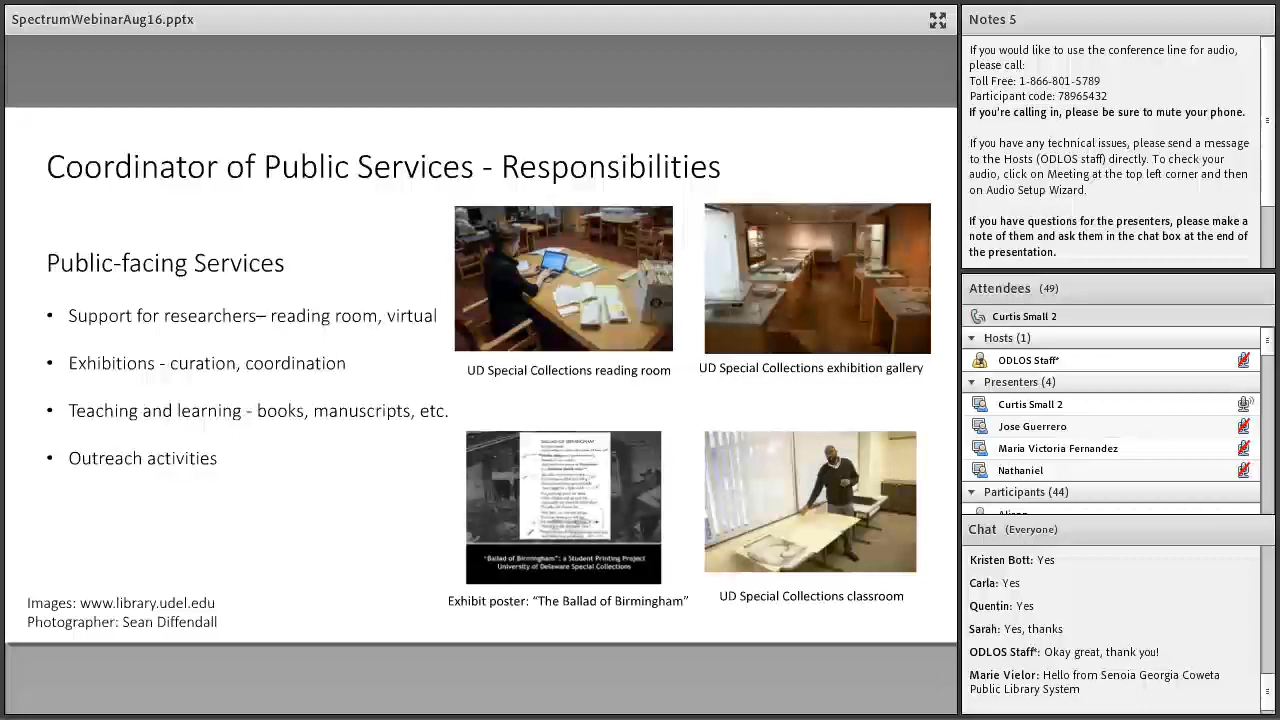 SpectrumWebinarAug16.pptx
Coordinator of Public Services - Responsibilities
Public-facing Services
• Support for researchers– reading room, virtual
• Exhibitions - curation, coordination
• Teaching and learning - books, manuscripts, etc.
• Outreach activities
UD Special Collections reading room
UD Special Collections exhibition gallery
BALLAD OF BIRMINGHAM
"Ballad of Birmingham": a Student Printing Project
University of Delaware Special Collections
Exhibit poster: “The Ballad of Birmingham”
UD Special Collections classroom
Images: www.library.udel.edu
Photographer: Sean Diffendall
Notes 5
If you would like to use the conference line for audio,
please call:
Toll Free: 1-866-801-5789
Participant code: 78965432
If you're calling in, please be sure to mute your phone.
If you have any technical issues, please send a message
to the Hosts (ODLOS staff) directly. To check your
audio, click on Meeting at the top left corner and then
on Audio Setup Wizard.
If you have questions for the presenters, please make a
note of them and ask them in the chat box at the end of
the presentation.
Attendees (49)
Curtis Small 2
Hosts (1)
ODLOS Staff*
Presenters (4)
Curtis Small 2
Jose Guerrero
Anna Victoria Fernandez
Nathaniel
Participants (44)
Chat (Everyone)
Kristen Bolt: Yes
Carla: Yes
Quentin: Yes
Sarah: Yes, thanks
ODLOS Staff*: Okay great, thank you!
Marie Vielor: Hello from Senoia Georgia Coweta
Public Library System